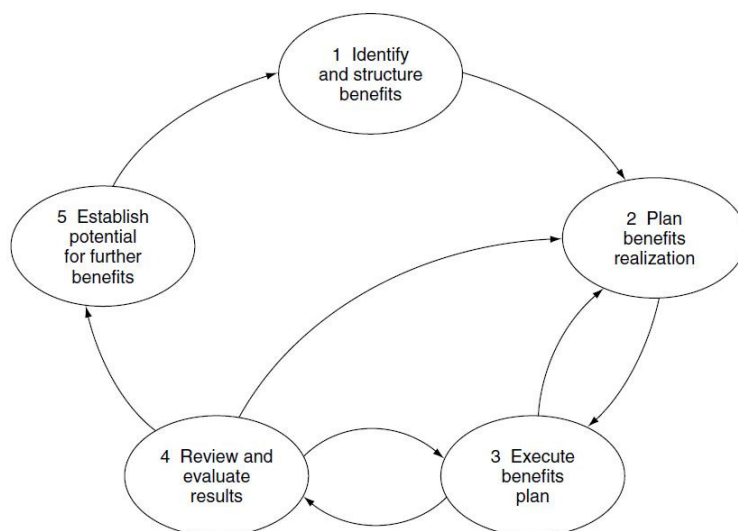 1 Identify
and structure
benefits
2 Plan
benefits
realization
3 Execute
benefits
plan
4 Review and
evaluate
results
5 Establish
potential
for further
benefits